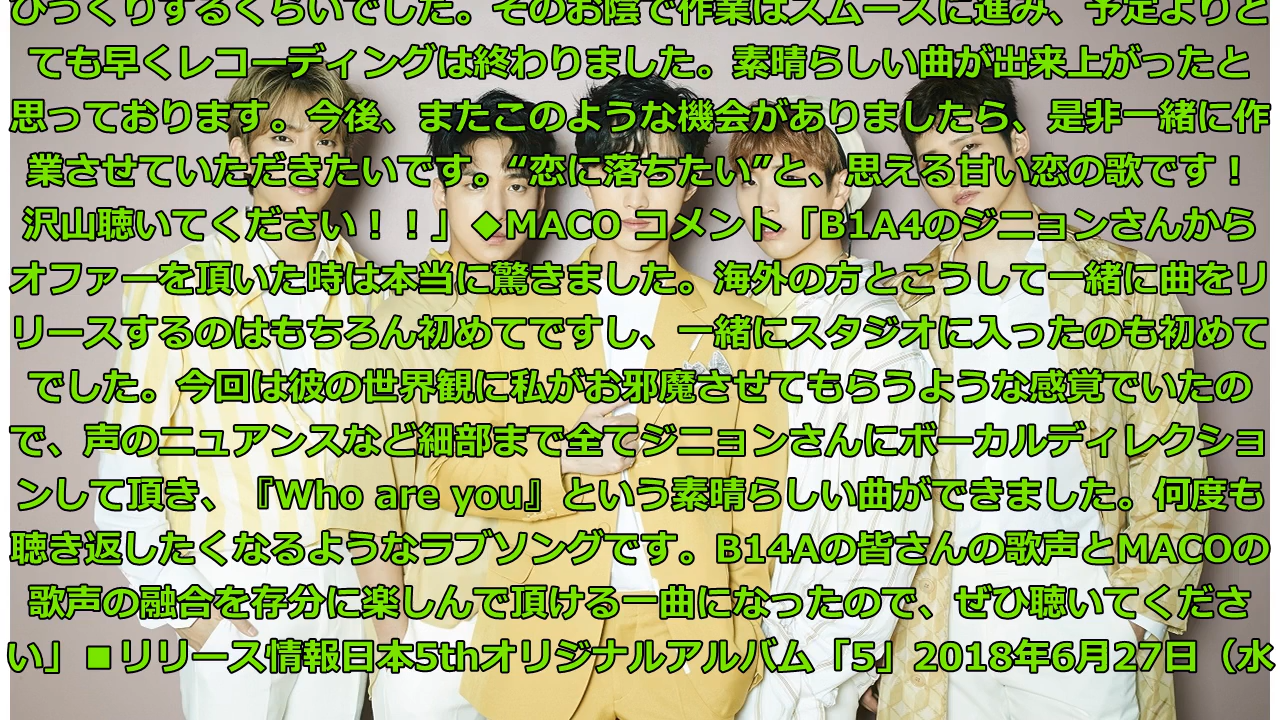 びっくりするくらいでした。そのお陰で作業はスムーズに進み、予定よりと
ても早くレコーディングは終わりました。素晴らしい曲が出来上がったと
思っております。今後、またこのような機会がありましたら、是非一緒に作
業させていただきたいです。“恋に落ちたい”と、思える甘い恋の歌です！
沢山聴いてください！！」◆MACO コメント「B1A4のジニョンさんから
オファーを頂いた時は本当に驚きました。海外の方とこうして一緒に曲をリ
リースするのはもちろん初めてですし、一緒にスタジオに入ったのも初めて
でした。今回は彼の世界観に私がお邪魔させてもらうような感覚でいたの
で、声のニュアンスなど細部まで全てジニョンさんにボーカルディレクショ
ンして頂き、『Who are you』という素晴らしい曲ができました。何度も
聴き返したくなるようなラブソングです。B14Aの皆さんの歌声とMACOの
歌声の融合を存分に楽しんで頂ける一曲になったので、ぜひ聴いてくださ
い」■リリース情報日本5thオリジナルアルバム「5」2018年6月27日（水